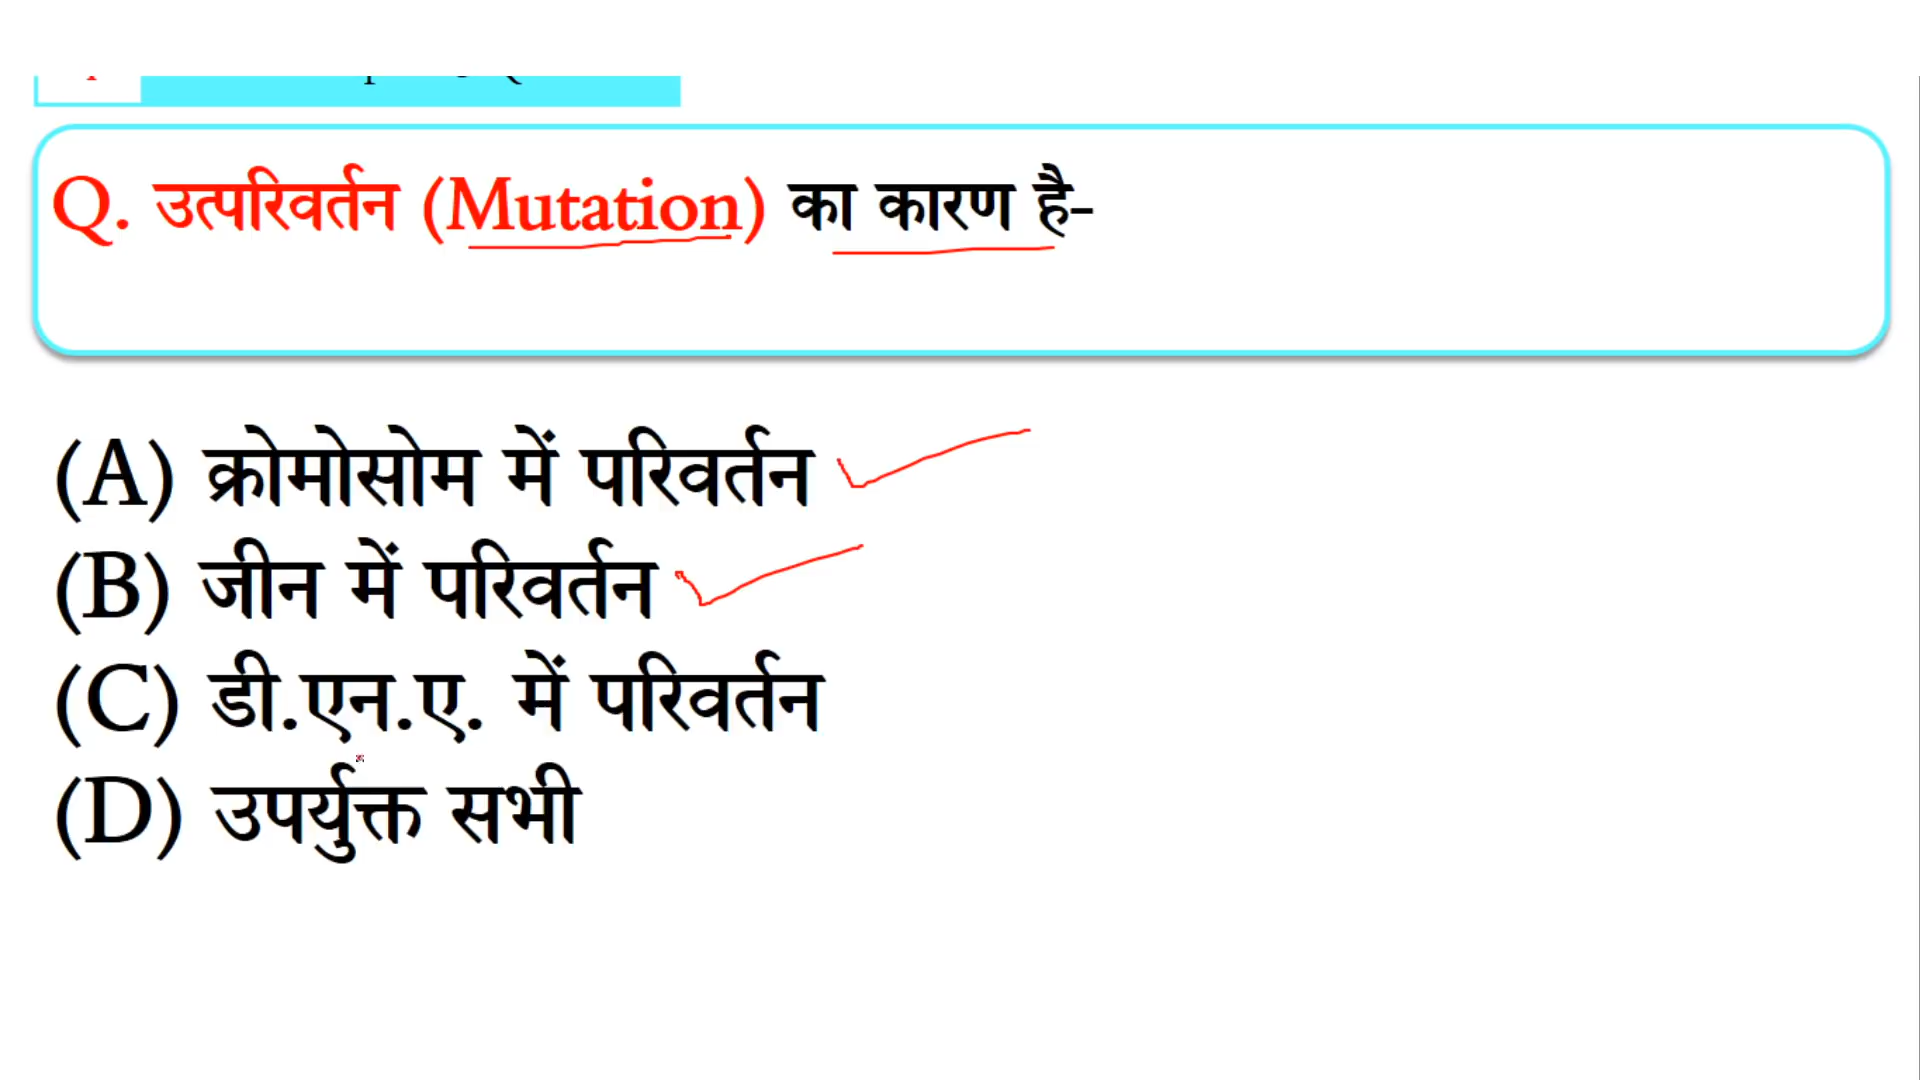 Q. उत्परिवर्तन (Mutation) का कारण है-
(A) क्रोमोसोम में परिवर्तन
(B) जीन में परिवर्तन
(C) डी.एन.ए. में परिवर्तन
(D) उपर्युक्त सभी